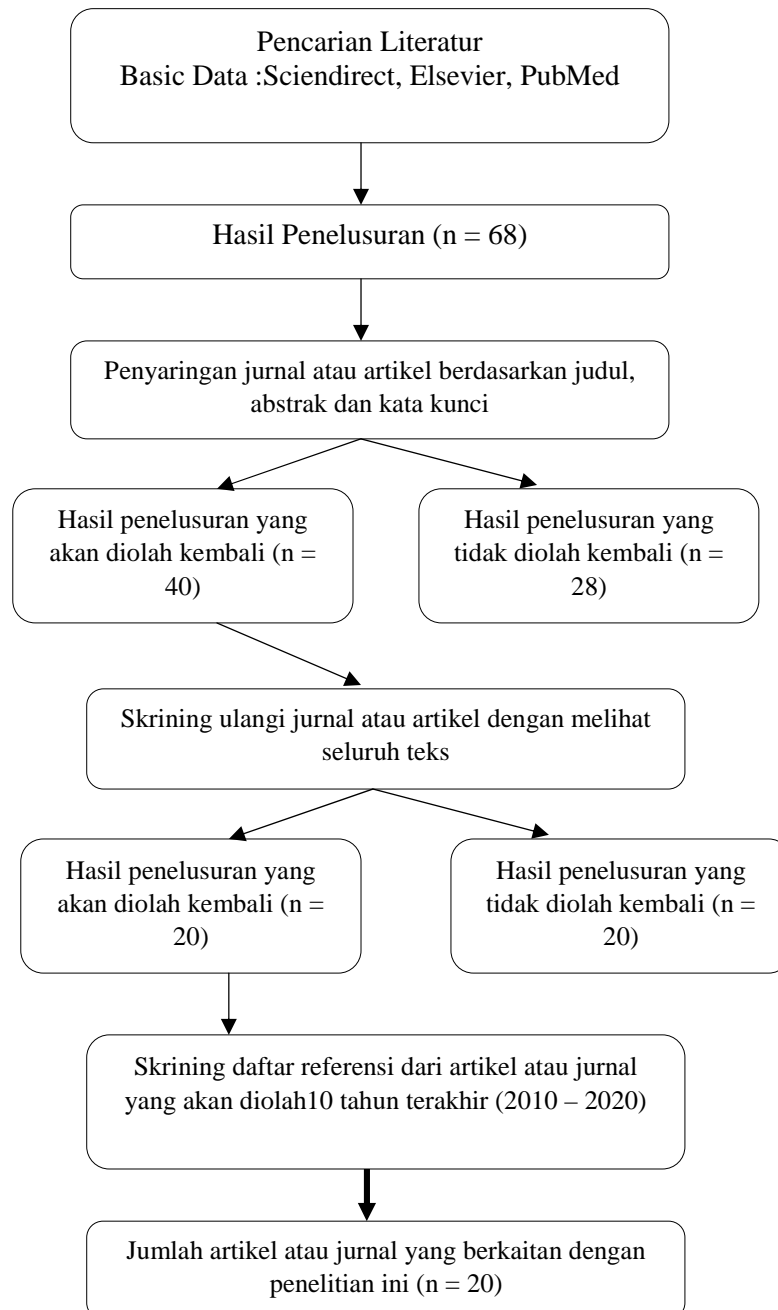 Pencarian Literatur
Basic Data :Sciendirect, Elsevier, PubMed
Hasil Penelusuran (n = 68)
Penyaringan jurnal atau artikel berdasarkan judul,
abstrak dan kata kunci
Hasil penelusuran yang
akan diolah kembali (n =
40)
Hasil penelusuran yang
tidak diolah kembali (n =
28)
Skrining ulangi jurnal atau artikel dengan melihat
seluruh teks
Hasil penelusuran yang
akan diolah kembali (n =
20)
Hasil penelusuran yang
tidak diolah kembali (n =
20)
Skrining daftar referensi dari artikel atau jurnal
yang akan diolah10 tahun terakhir (2010 – 2020)
Jumlah artikel atau jurnal yang berkaitan dengan
penelitian ini (n = 20)